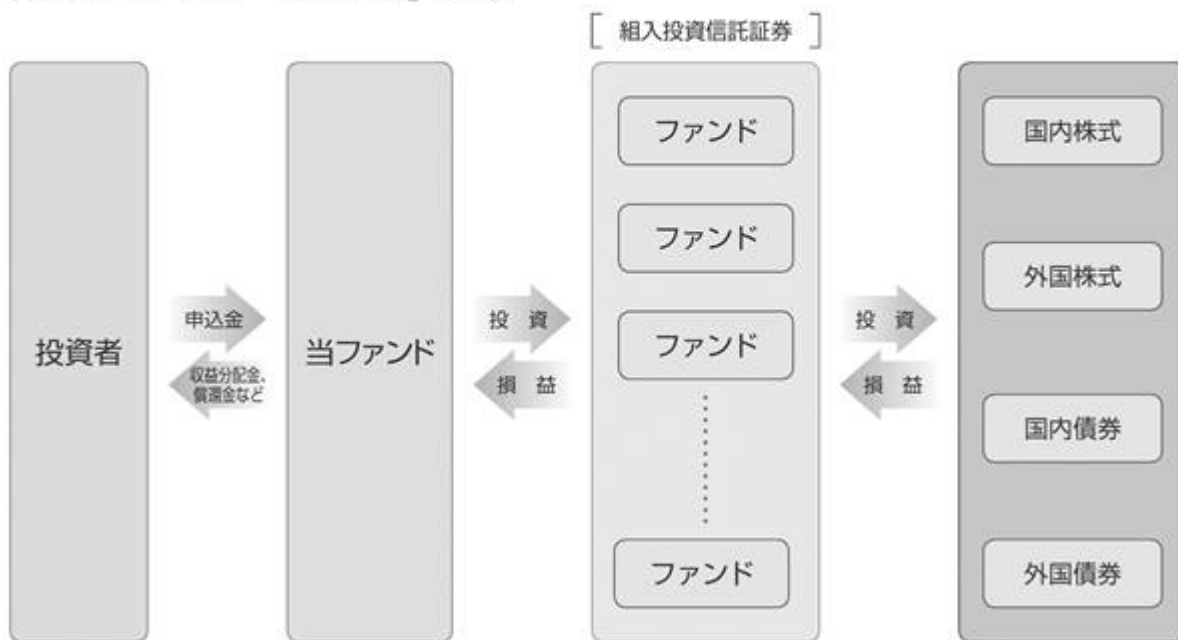 組入投資信託証券
投資者
申込金
収益分配金、
償還金など
当ファンド
投 資
損 益
ファンド
ファンド
ファンド
ファンド
投 資
損 益
国内株式
外国株式
国内債券
外国債券